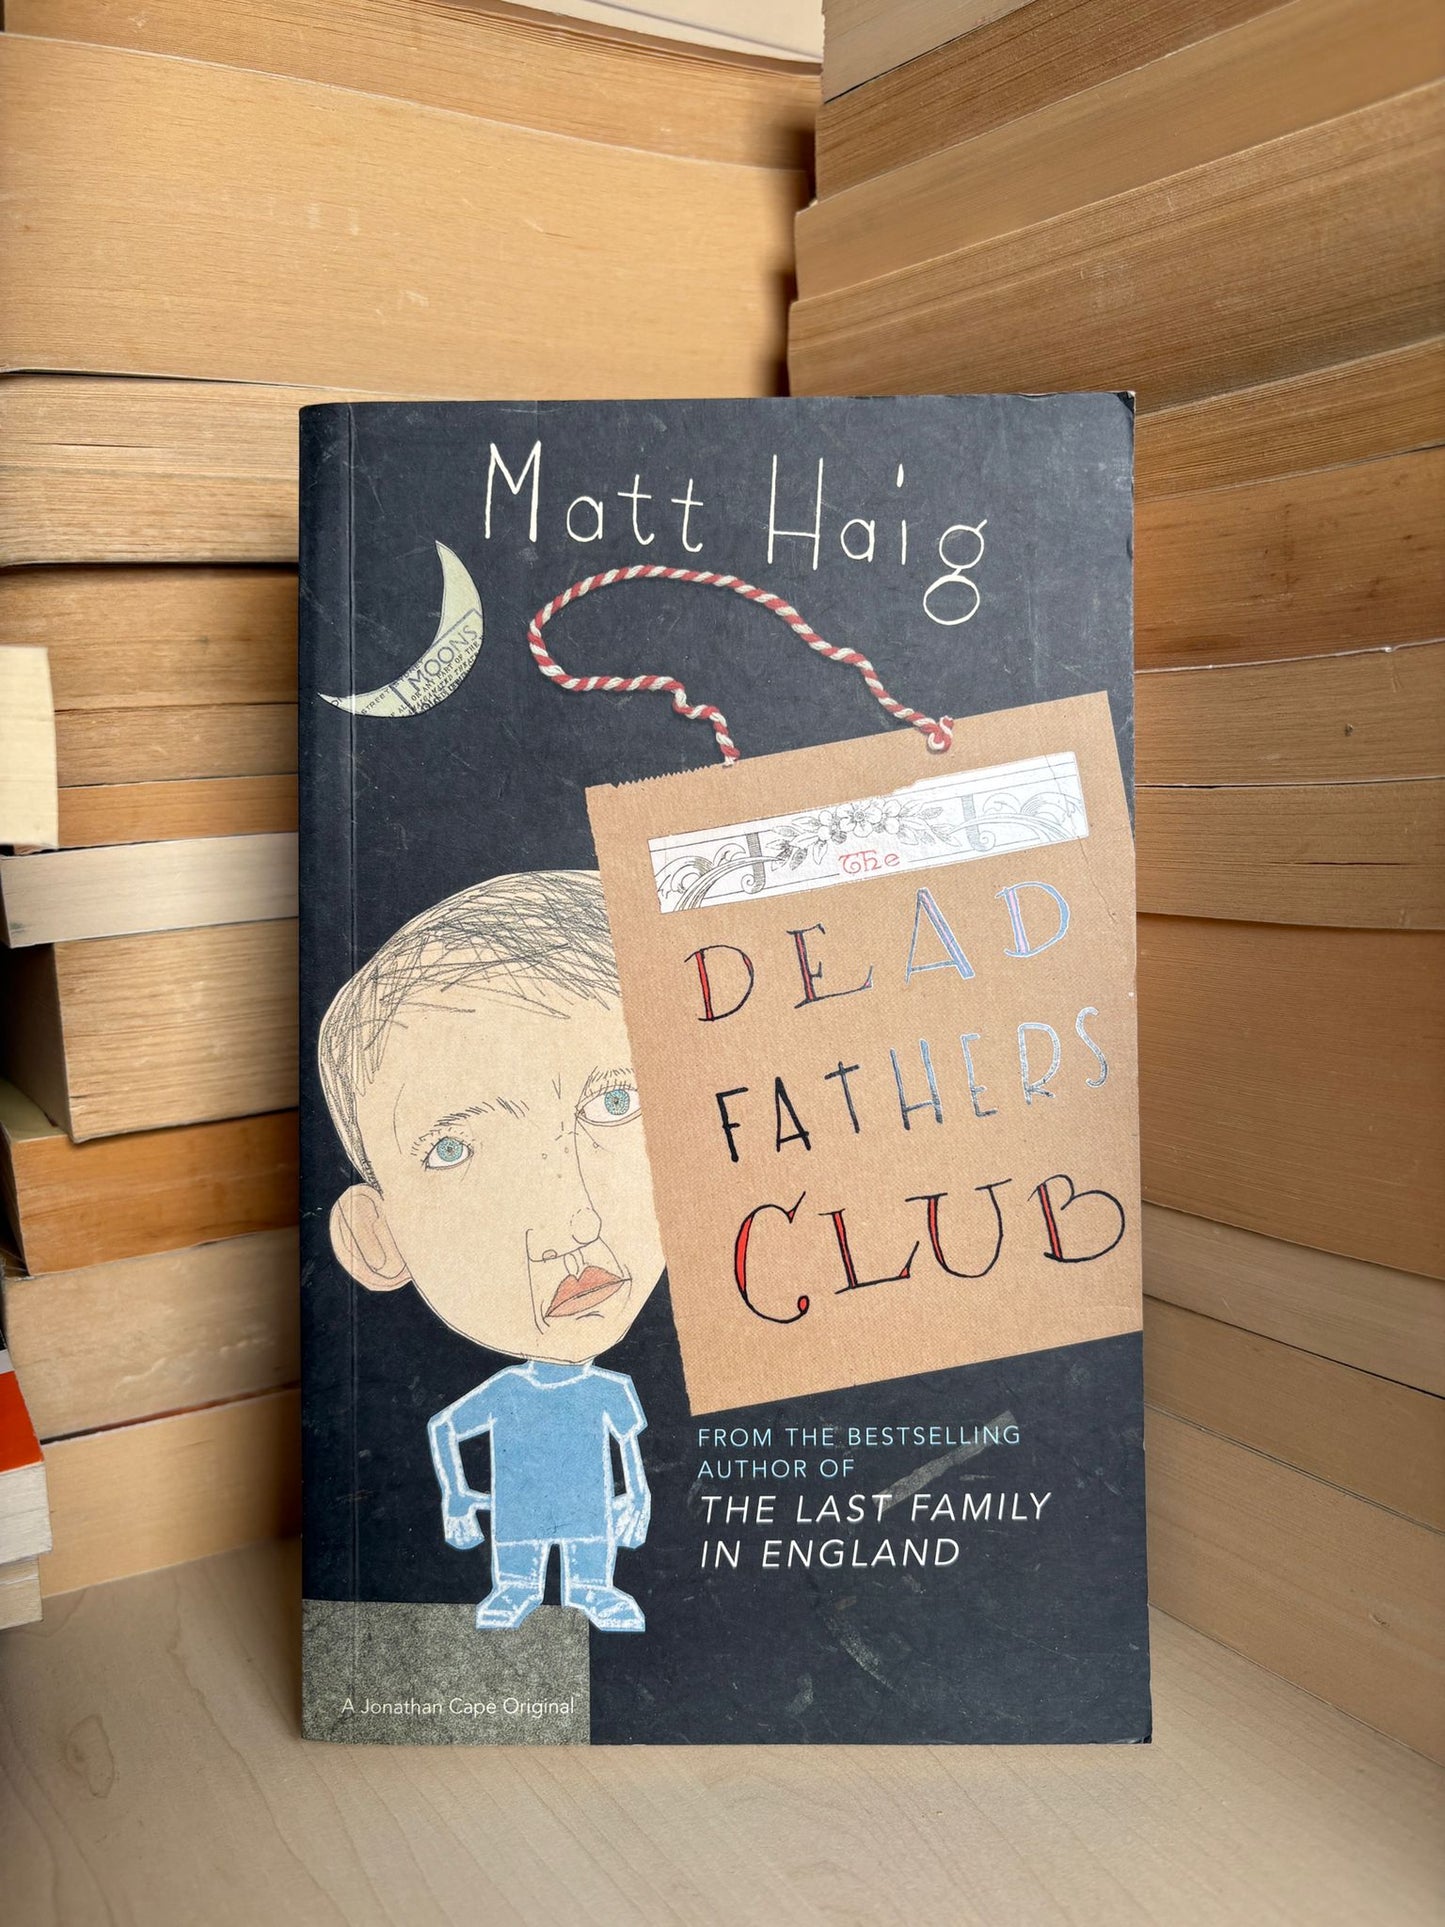 Matt Haig
MOONS
The
DEAD
FATHERS
CLUB
FROM THE BESTSELLING
AUTHOR OF
THE LAST FAMILY
IN ENGLAND
A Jonathan Cape Original